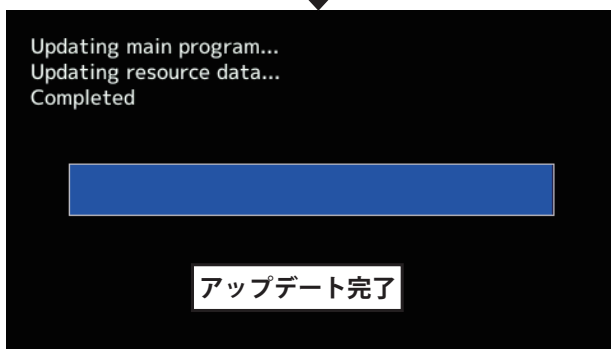 Updating main program...
Updating resource data...
Completed
アップデート完了